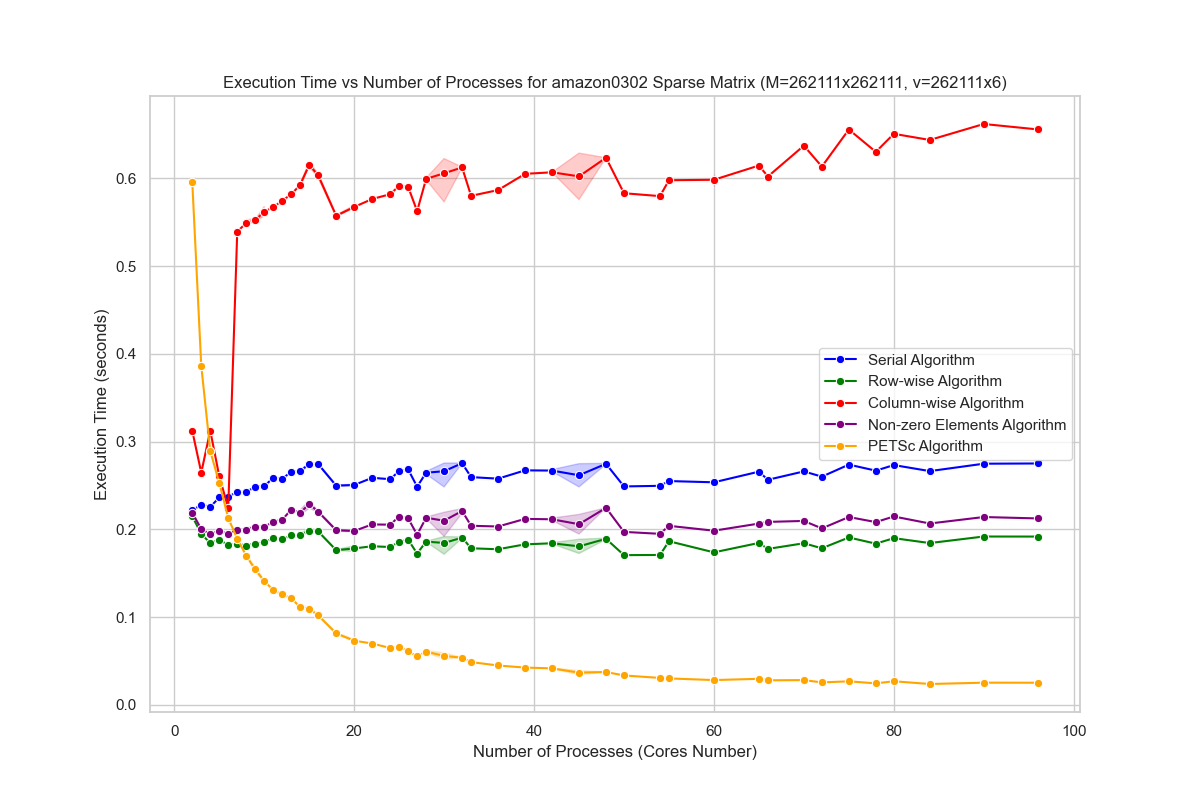 Execution Time vs Number of Processes for amazon0302 Sparse Matrix (M=262111x262111, v=262111x6)
Execution Time (seconds)
0.6
0.5
0.4
0.3
0.2
0.1
0.0
Serial Algorithm
Row-wise Algorithm
Column-wise Algorithm
Non-zero Elements Algorithm
PETSc Algorithm
0 20 40 60 80 100
Number of Processes (Cores Number)